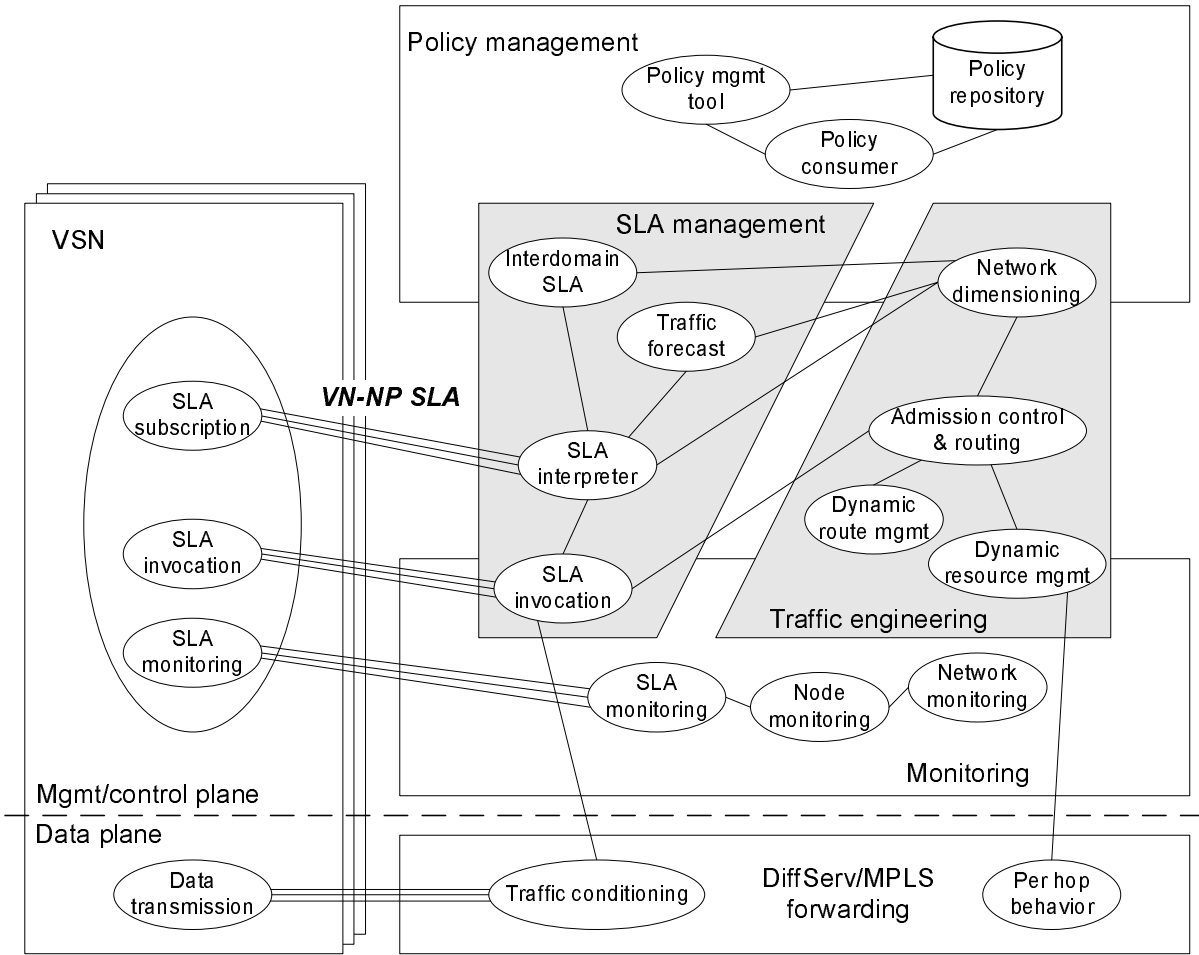 Policy management
Policy mgmt
tool
Policy
repository
Policy
consumer
VSN
SLA management
Interdomain
SLA
Network
dimensioning
Traffic
forecast
SLA
subscription
VN-NP SLA
SLA
interpreter
Admission control
& routing
Dynamic
route mgmt
SLA
invocation
SLA
invocation
Dynamic
resource mgmt
Traffic engineering
SLA
monitoring
SLA
monitoring
Node
monitoring
Network
monitoring
Monitoring
Mgmt/control plane
Data plane
Data
transmission
Traffic conditioning
DiffServ/MPLS
forwarding
Per hop
behavior